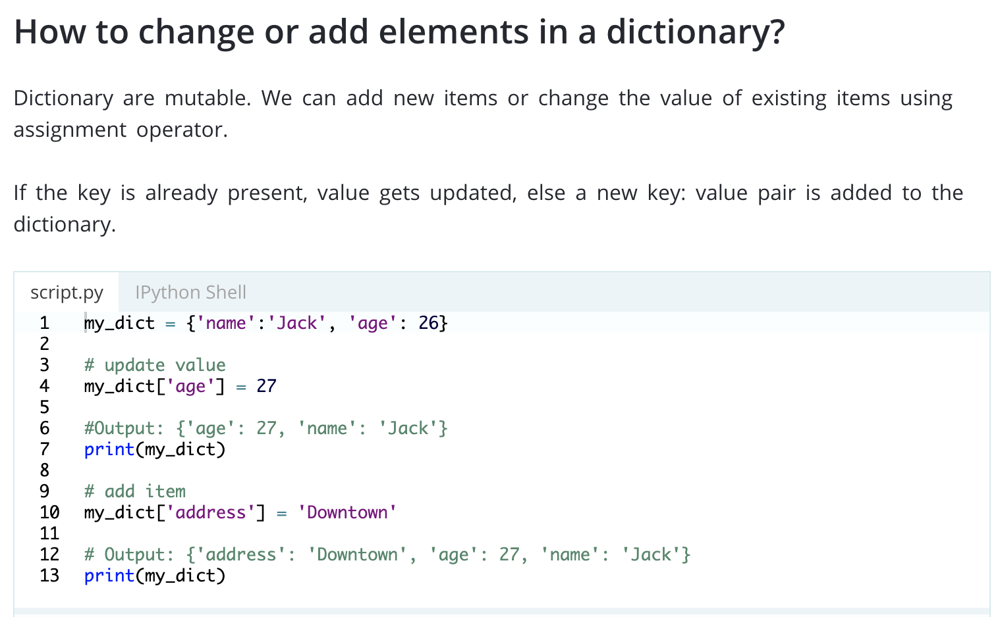 How to change or add elements in a dictionary?
Dictionary are mutable. We can add new items or change the value of existing items using
assignment operator.
If the key is already present, value gets updated, else a new key: value pair is added to the
dictionary.
script.py IPython Shell
1 my_dict = {'name':'Jack', 'age': 26}
2
3 # update value
4 my_dict['age'] = 27
5
6 #Output: {'age': 27, 'name': 'Jack'}
7 print(my_dict)
8
9 # add item
10 my_dict['address'] = 'Downtown'
11
12 # Output: {'address': 'Downtown', 'age': 27, 'name': 'Jack'}
13 print(my_dict)